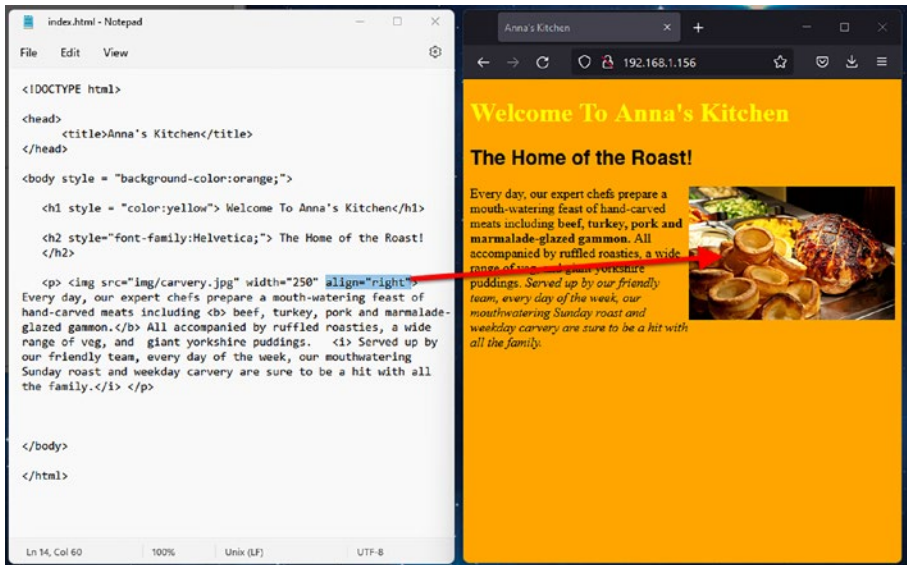 index.html - Notepad
File Edit View
<!DOCTYPE html>
<head>
<title>Anna's Kitchen</title>
</head>
<body style = "background-color:orange;">
<h1 style = "color:yellow"> Welcome To Anna's Kitchen</h1>
<h2 style="font-family:Helvetica;"> The Home of the Roast!
</h2>
<p> <img src="img/carvery.jpg" width="250" align="right">
Every day, our expert chefs prepare a mouth-watering feast of
hand-carved meats including <b> beef, turkey, pork and marmalade-
glazed gammon.</b> All accompanied by ruffled roasties, a wide
range of veg, and giant yorkshire puddings. <i> Served up by
our friendly team, every day of the week, our mouthwatering
Sunday roast and weekday carvery are sure to be a hit with all
the family.</i> </p>
</body>
</html>
Ln 14, Col 60 100% Unix (LF) UTF-8
Anna's Kitchen
192.168.1.156
Welcome To Anna's Kitchen
The Home of the Roast!
Every day, our expert chefs prepare a
mouth-watering feast of hand-carved
meats including beef, turkey, pork and
marmalade-glazed gammon. All
accompanied by ruffled roasties, a wide
range of veg, and giant yorkshire
puddings. Served up by our friendly
team, every day of the week, our
mouthwatering Sunday roast and
weekday carvery are sure to be a hit with
all the family.